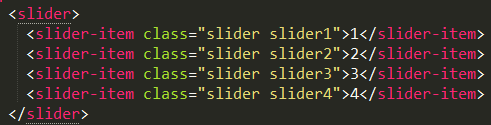 <slider>
<slider-item class="slider slider1">1</slider-item>
<slider-item class="slider slider2">2</slider-item>
<slider-item class="slider slider3">3</slider-item>
<slider-item class="slider slider4">4</slider-item>
</slider>